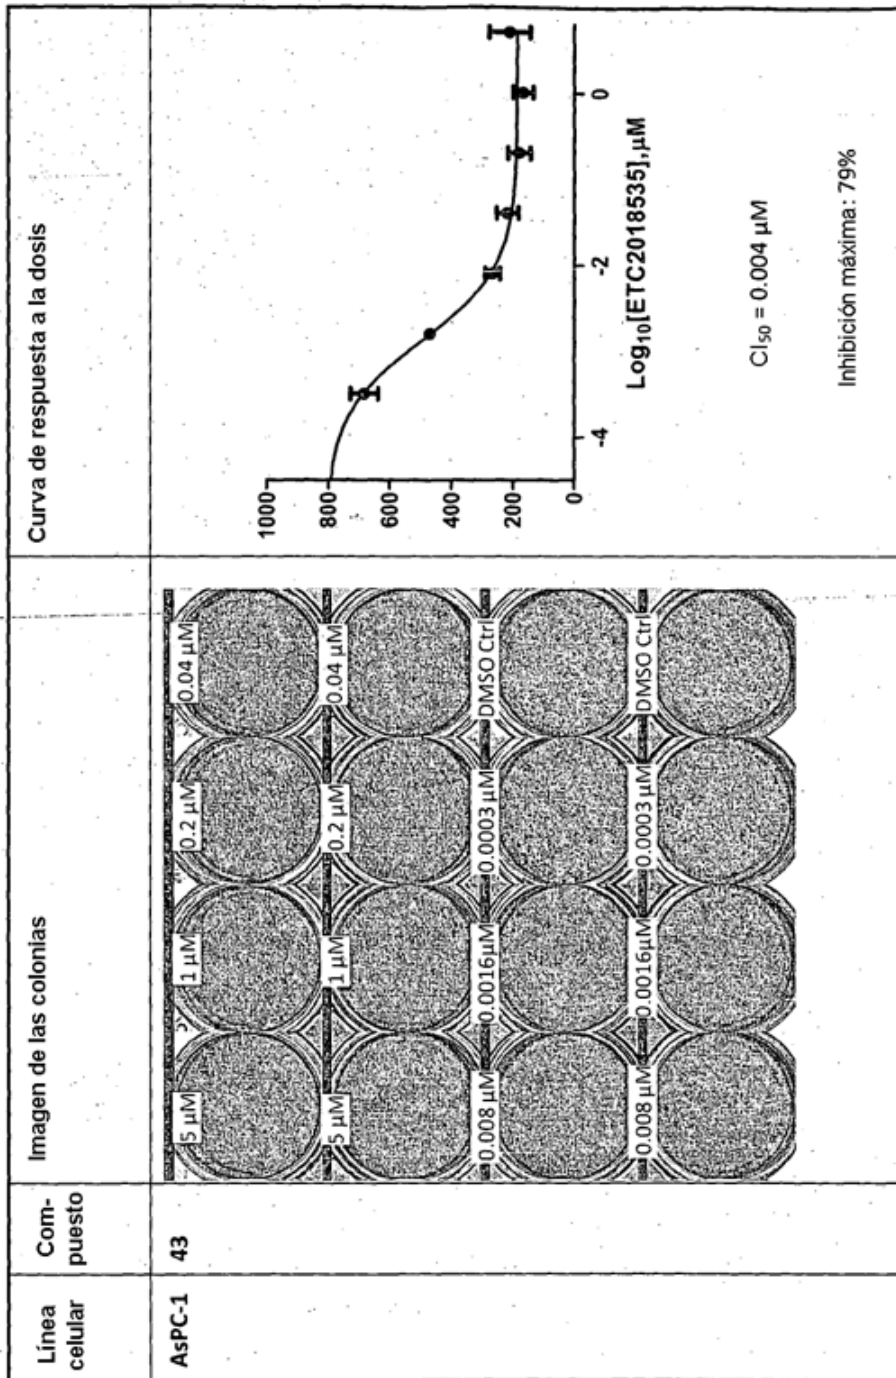 Línea
celular
Com-
puesto
Imagen de las colonias
Curva de respuesta a la dosis
AsPC-1
43
5 µM
1 µM
0.2 µM
0.04 µM
5 µM
1 µM
0.2 µM
0.04 µM
0.008 µM
0.0016µM
0.0003 µM
DMSO Ctrl
0.008 µM
0.0016µM
0.0003 µM
DMSO Ctrl
1000
800
600
400
200
0
-4
-2
0
Log10[ETC2018535],µM
CI50 = 0.004 µM
Inhibición máxima: 79%